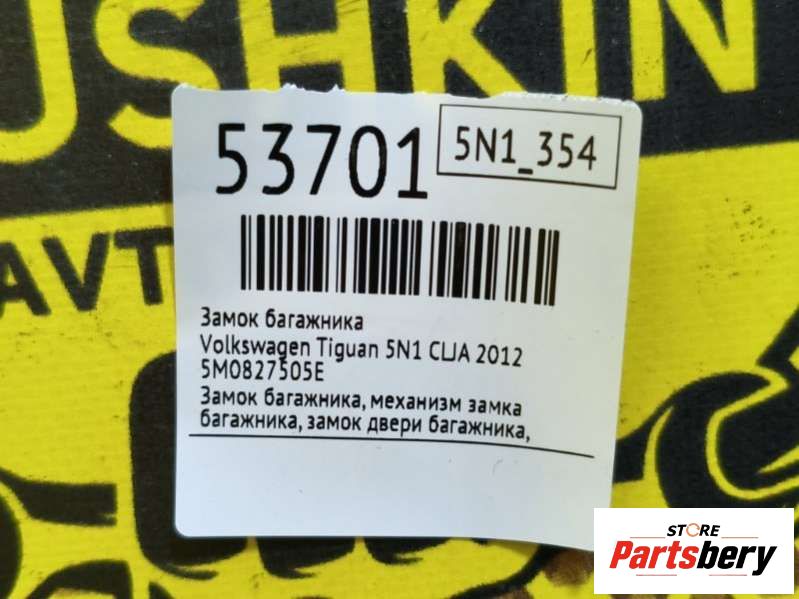 USHKIN
АВТ
53701
5N1_354
Замок багажника
Volkswagen Tiguan 5N1 CLJA 2012
5M0827505E
Замок багажника, механизм замка
багажника, замок двери багажника,
STORE
Partsbery